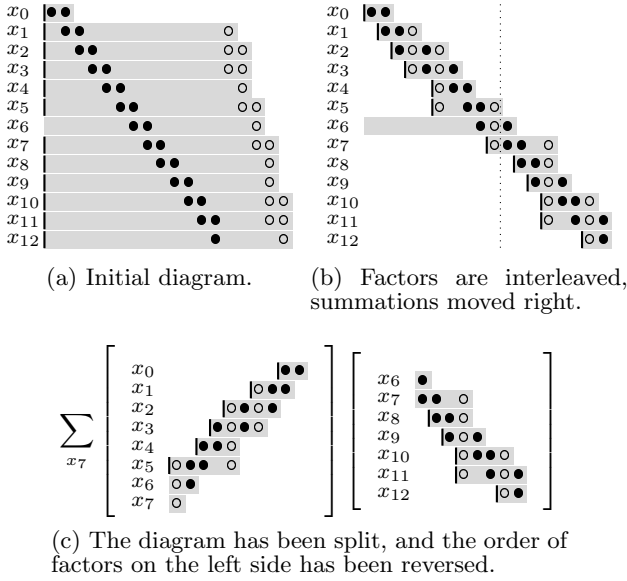 x₀
x₁
x₂
x₃
x₄
x₅
x₆
x₇
x₈
x₉
x₁₀
x₁₁
x₁₂
(a) Initial diagram.
x₀
x₁
x₂
x₃
x₄
x₅
x₆
x₇
x₈
x₉
x₁₀
x₁₁
x₁₂
(b) Factors are interleaved,
summations moved right.
∑
x₇
x₀
x₁
x₂
x₃
x₄
x₅
x₆
x₇
x₆
x₇
x₈
x₉
x₁₀
x₁₁
x₁₂
(c) The diagram has been split, and the order of
factors on the left side has been reversed.